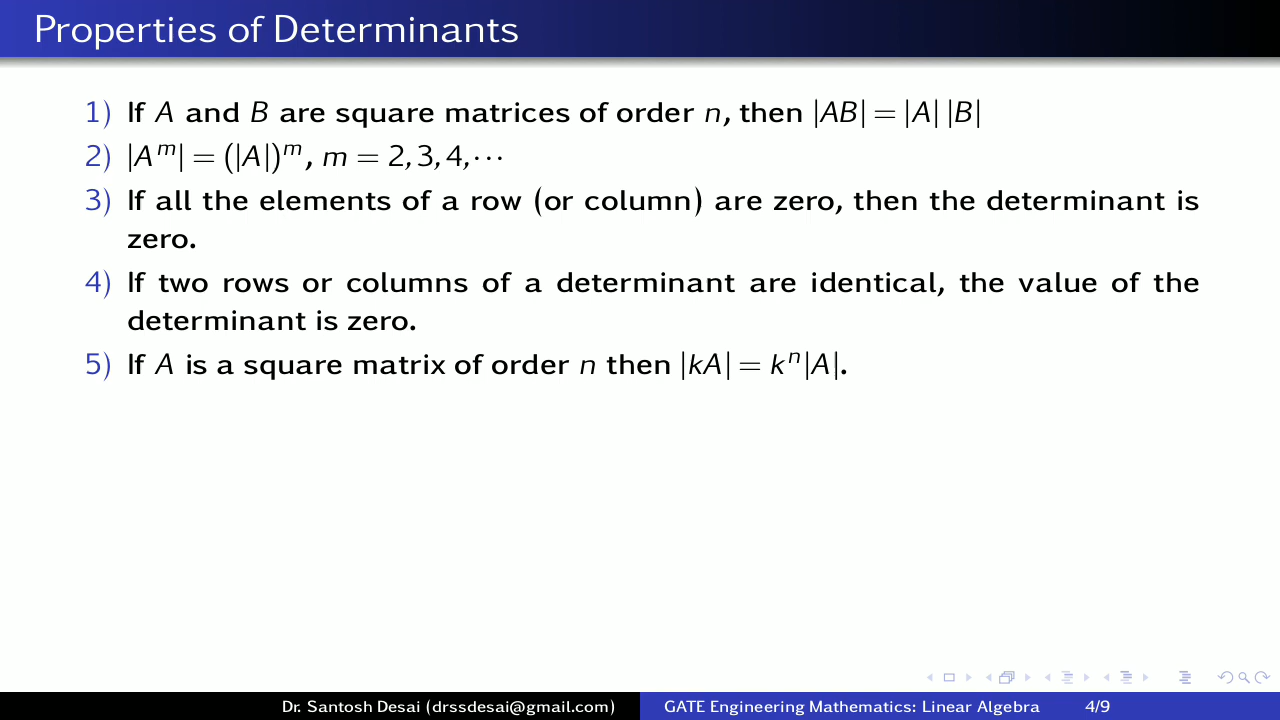 Properties of Determinants
1) If A and B are square matrices of order n, then |AB| = |A| |B|
2) |Aᵐ| = (|A|)ᵐ, m = 2, 3, 4, ⋯
3) If all the elements of a row (or column) are zero, then the determinant is
zero.
4) If two rows or columns of a determinant are identical, the value of the
determinant is zero.
5) If A is a square matrix of order n then |kA| = kⁿ|A|.
Dr. Santosh Desai (drssdesai@gmail.com) GATE Engineering Mathematics: Linear Algebra 4/9